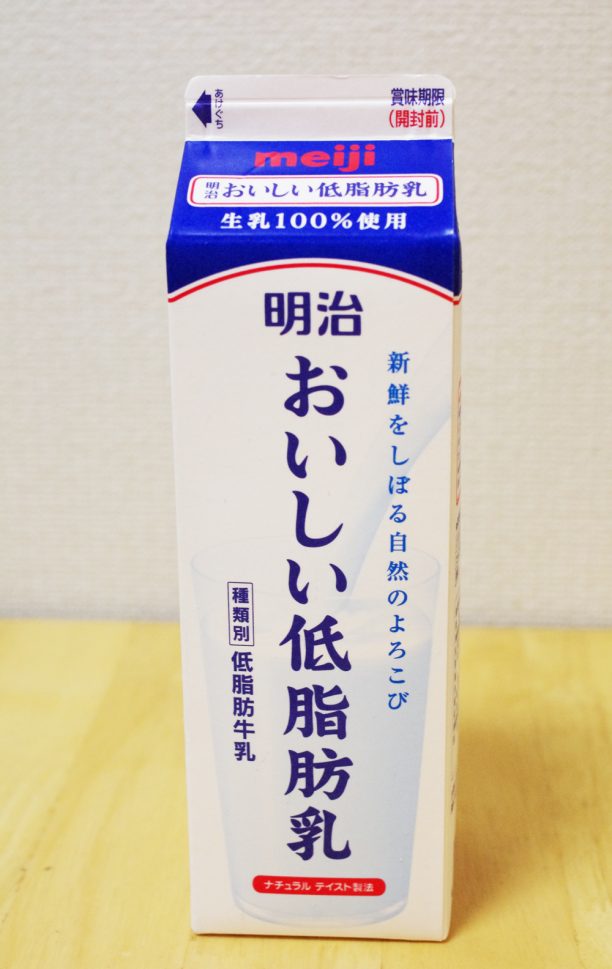 あけぐち
賞味期限
(開封前)
meiji
明治おいしい低脂肪乳
生乳100%使用
明治
おいしい低脂肪乳
新鮮をしぼる自然のよろこび
種類別 低脂肪牛乳
ナチュラル テイスト製法